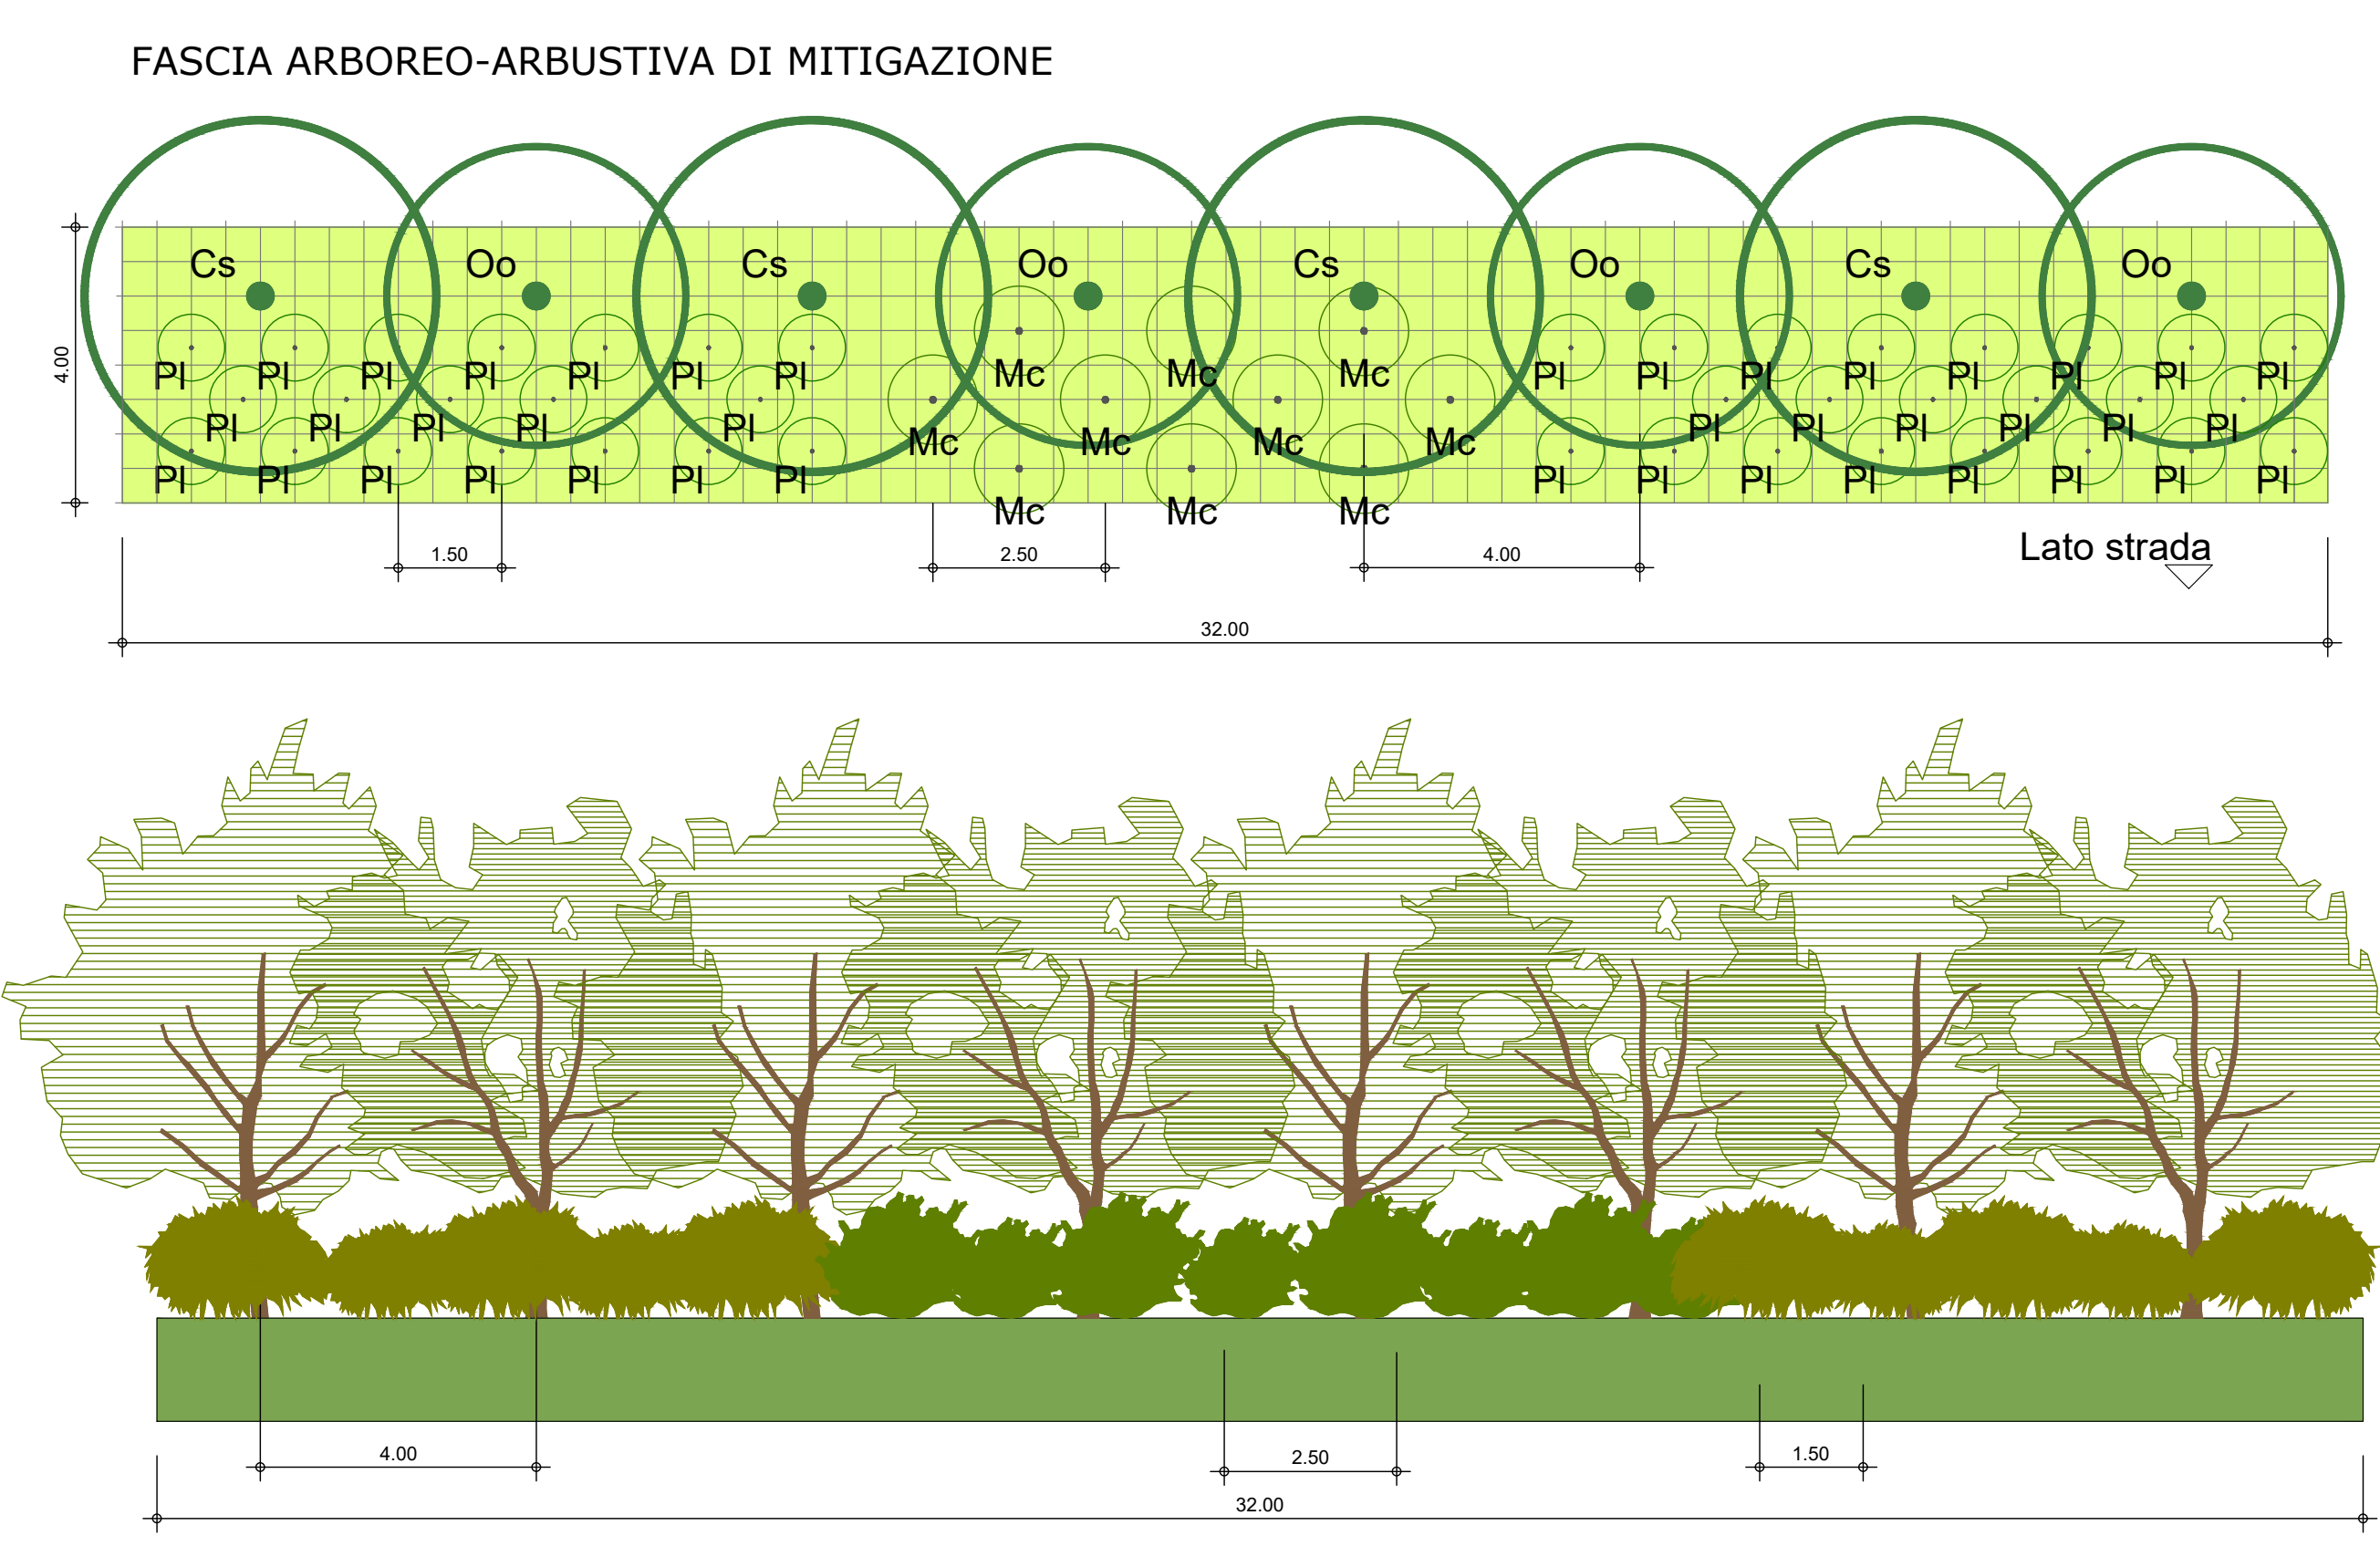 FASCIA ARBOREO-ARBUSTIVA DI MITIGAZIONE
Cs Oo Cs Oo Cs Oo Cs Oo
4.00
Pl Pl Pl Pl Pl Pl Pl Mc Mc Mc Pl Pl Pl Pl Pl Pl Pl Pl
Pl Pl Pl Pl Pl Mc Mc Mc Mc Pl Pl Pl Pl Pl Pl
Pl Pl Pl Pl Pl Pl Pl Mc Mc Mc Pl Pl Pl Pl Pl Pl Pl Pl
1.50 2.50 4.00
Lato strada
32.00
4.00 2.50 1.50
32.00